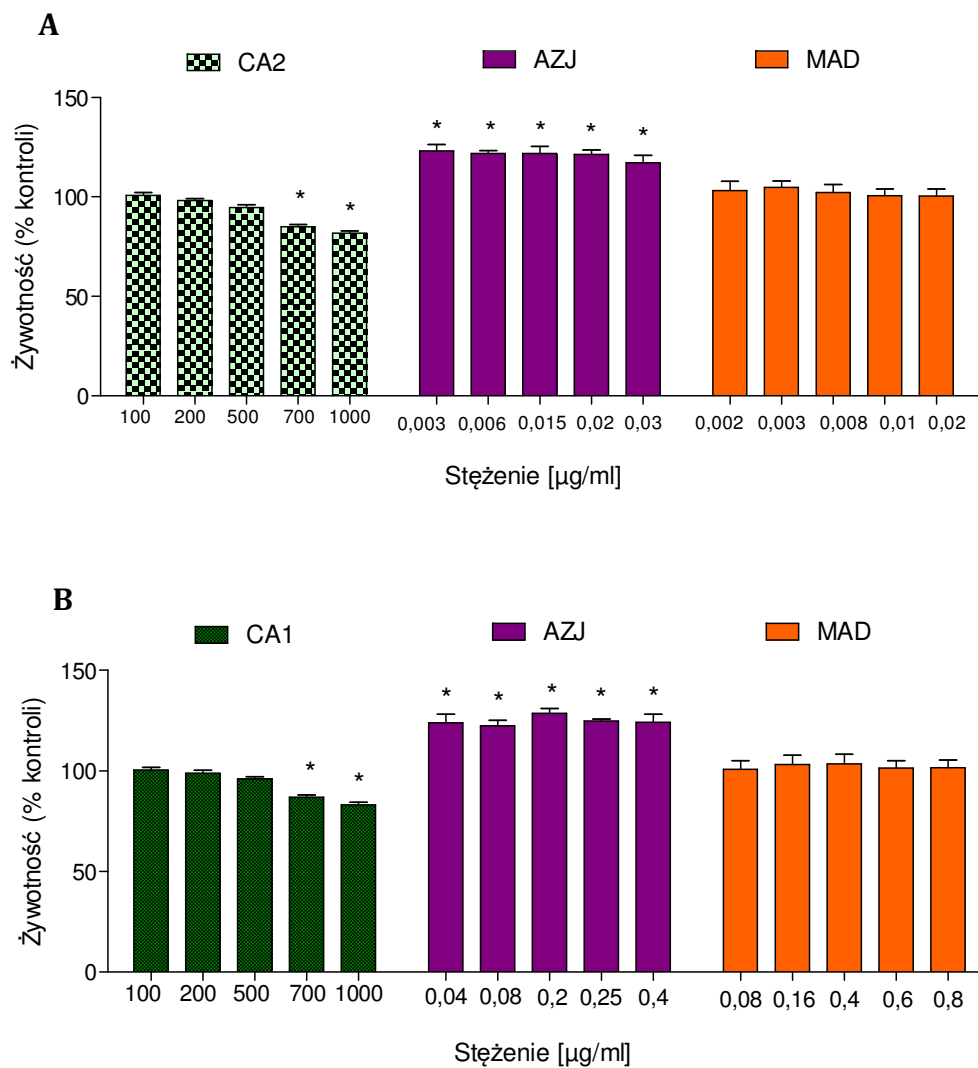 A
CA2 AZJ MAD
Żywotność (% kontroli)
150
* * * * *
* *
100
50
0
100 200 500 700 1000 0,003 0,006 0,015 0,02 0,03 0,002 0,003 0,008 0,01 0,02
Stężenie [µg/ml]
B
CA1 AZJ MAD
Żywotność (% kontroli)
150
* * * * *
* *
100
50
0
100 200 500 700 1000 0,04 0,08 0,2 0,25 0,4 0,08 0,16 0,4 0,6 0,8
Stężenie [µg/ml]